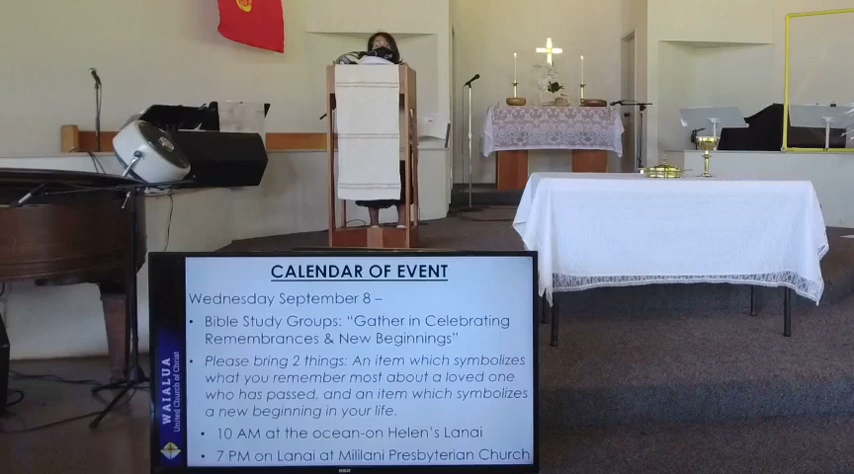 CALENDAR OF EVENT
Wednesday September 8 –
• Bible Study Groups: “Gather in Celebrating
Remembrances & New Beginnings”
• Please bring 2 things: An item which symbolizes
what you remember most about a loved one
who has passed, and an item which symbolizes
a new beginning in your life.
• 10 AM at the ocean-on Helen’s Lanai
• 7 PM on Lanai at Mililani Presbyterian Church
WAIALUA
United Church of Christ
RCA